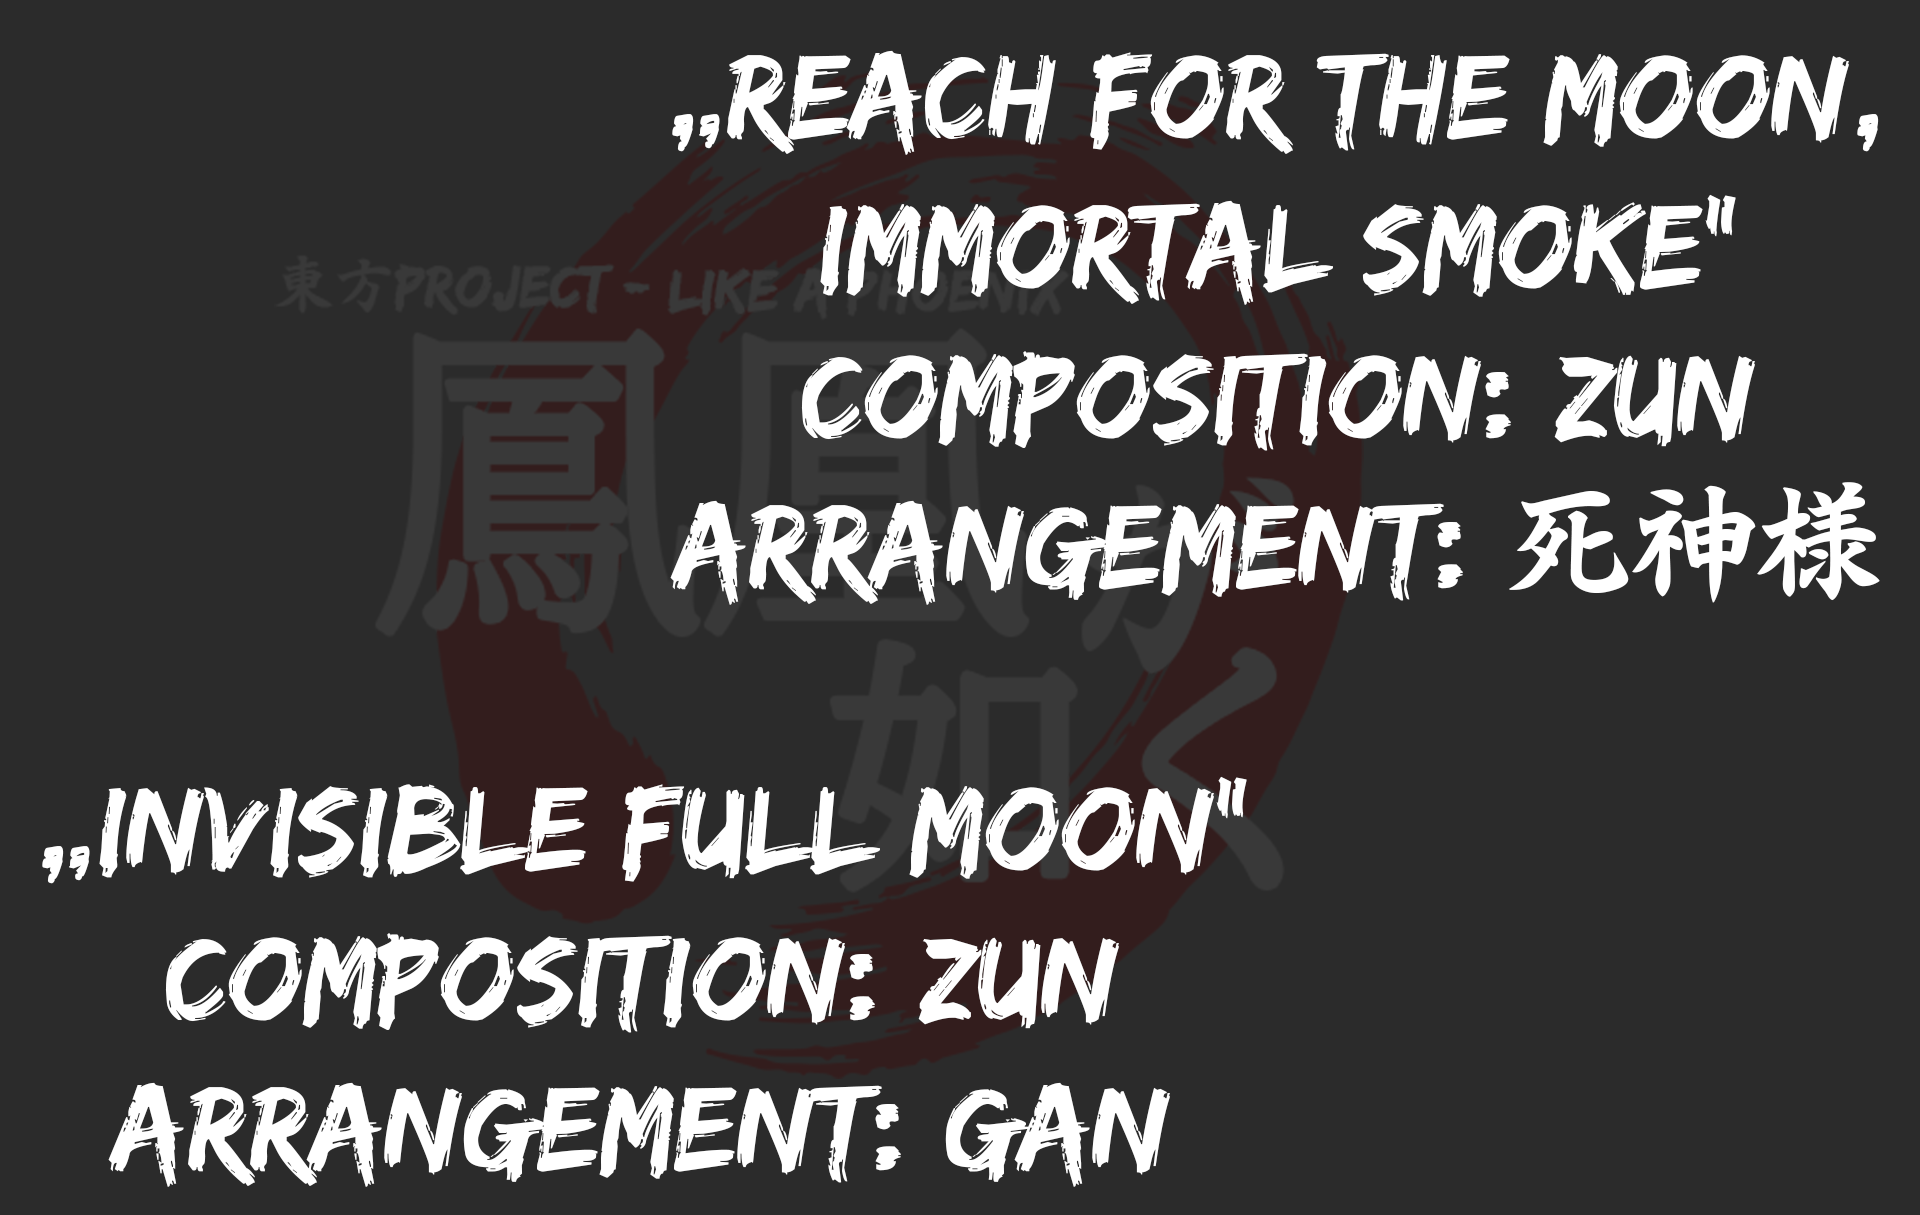 „REACH FOR THE MOON,
IMMORTAL SMOKE"
COMPOSITION: ZUN
ARRANGEMENT: 死神様
東方PROJECT - LIKE A PHOENIX
鳳凰が
如く
„INVISIBLE FULL MOON"
COMPOSITION: ZUN
ARRANGEMENT: GAN